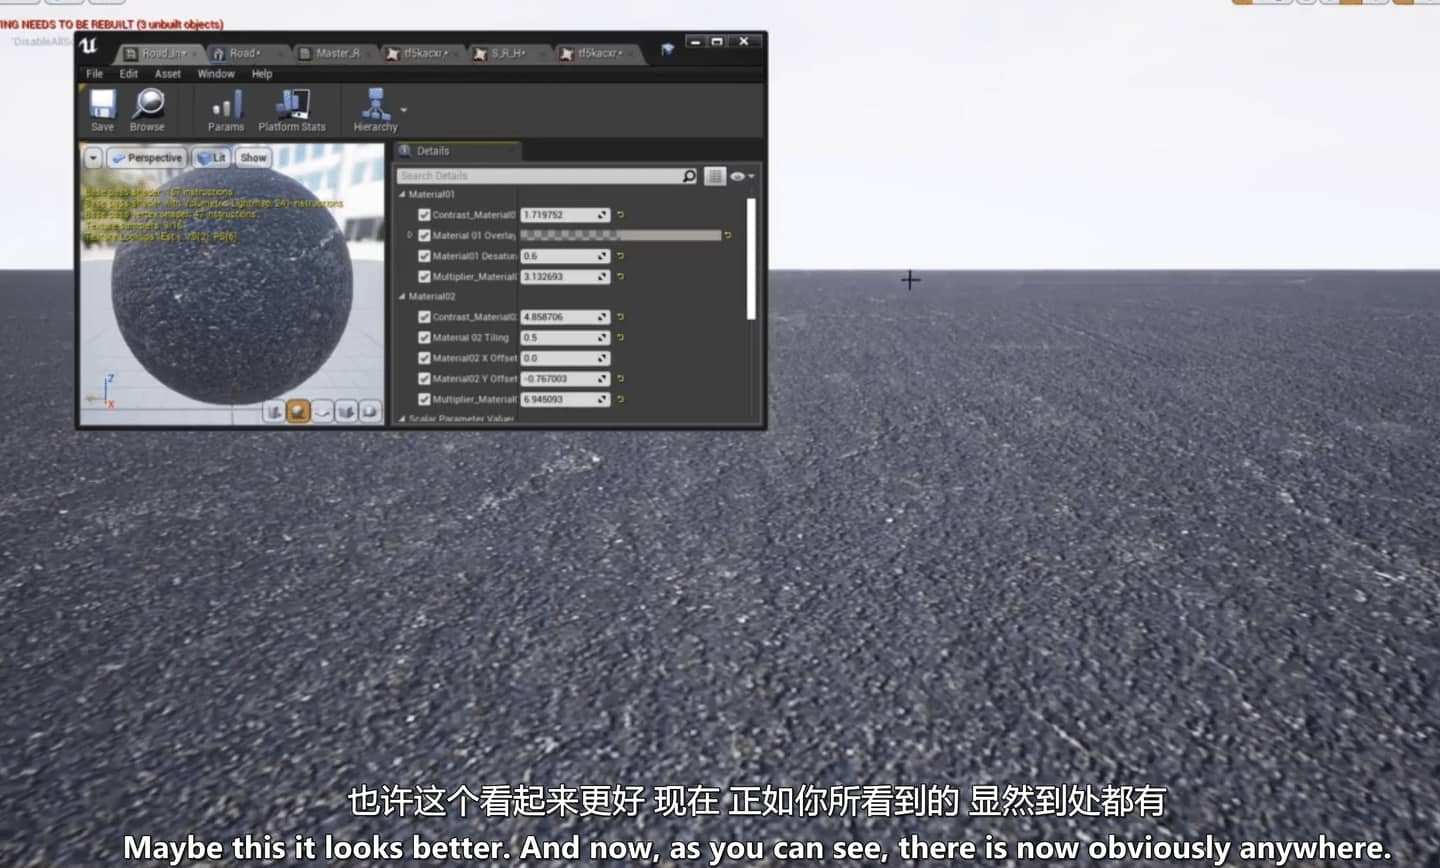 ING NEEDS TO BE REBUILT (3 unbuilt objects)
Road_In*
Road*
Master_R
tf5kacxr*
S_R_H*
tf5kacxr*
File Edit Asset Window Help
Save
Browse
Params
Platform Stats
Hierarchy
Perspective
Lit
Show
Details
Search Details
Material01
Contrast_Material0 1.719752
Material 01 Overlay
Material01 Desatur 0.6
Multiplier_Material 3.132693
Material02
Contrast_Material0 4.858706
Material 02 Tiling 0.5
Material02 X Offset 0.0
Material02 Y Offset -0.767003
Multiplier_Material 6.945093
Scalar Parameter Values
Z
X
也许这个看起来更好 现在 正如你所看到的 显然到处都有
Maybe this it looks better. And now, as you can see, there is now obviously anywhere.